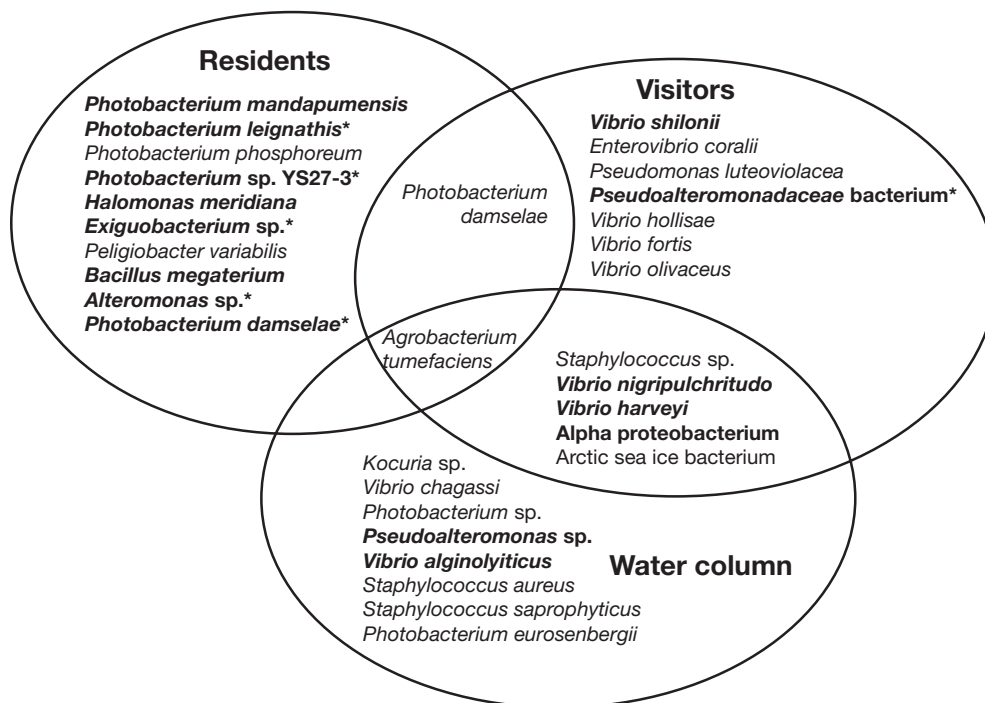 Residents
Photobacterium mandapumensis
Photobacterium leignathis*
Photobacterium phosphoreum
Photobacterium sp. YS27-3*
Halomonas meridiana
Exiguobacterium sp.*
Peligiobacter variabilis
Bacillus megaterium
Alteromonas sp.*
Photobacterium damselae*
Photobacterium
damselae
Visitors
Vibrio shilonii
Enterovibrio coralii
Pseudomonas luteoviolacea
Pseudoalteromonadaceae bacterium*
Vibrio hollisae
Vibrio fortis
Vibrio olivaceus
Agrobacterium
tumefaciens
Staphylococcus sp.
Vibrio nigripulchritudo
Vibrio harveyi
Alpha proteobacterium
Arctic sea ice bacterium
Kocuria sp.
Vibrio chagassi
Photobacterium sp.
Pseudoalteromonas sp.
Vibrio alginolyiticus
Staphylococcus aureus
Staphylococcus saprophyticus
Photobacterium eurosenbergii
Water column